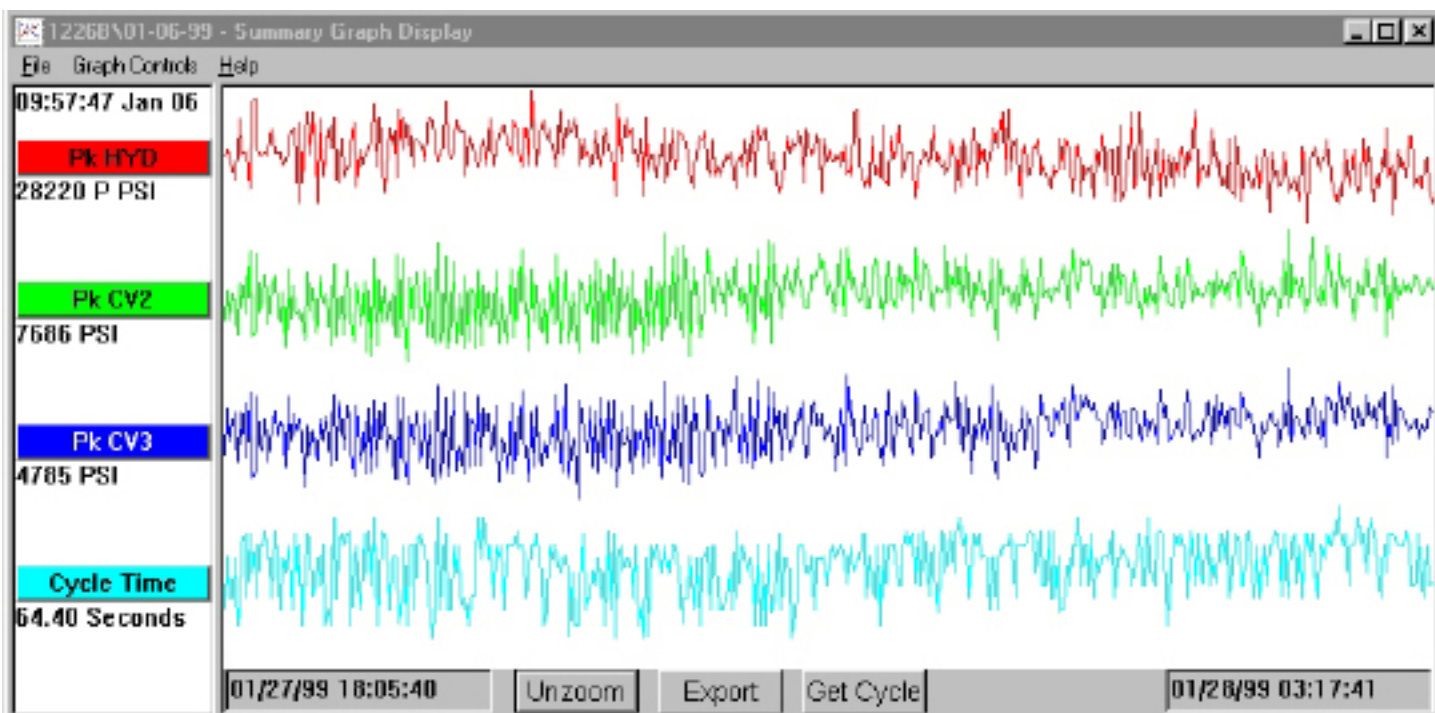 12268\01-06-99 - Summary Graph Display
File Graph Controls Help
09:57:47 Jan 06
Pk HYD
28220 P PSI
Pk CV2
7686 PSI
Pk CV3
4785 PSI
Cycle Time
64.40 Seconds
01/27/99 18:05:40 Unzoom Export Get Cycle 01/28/99 03:17:41